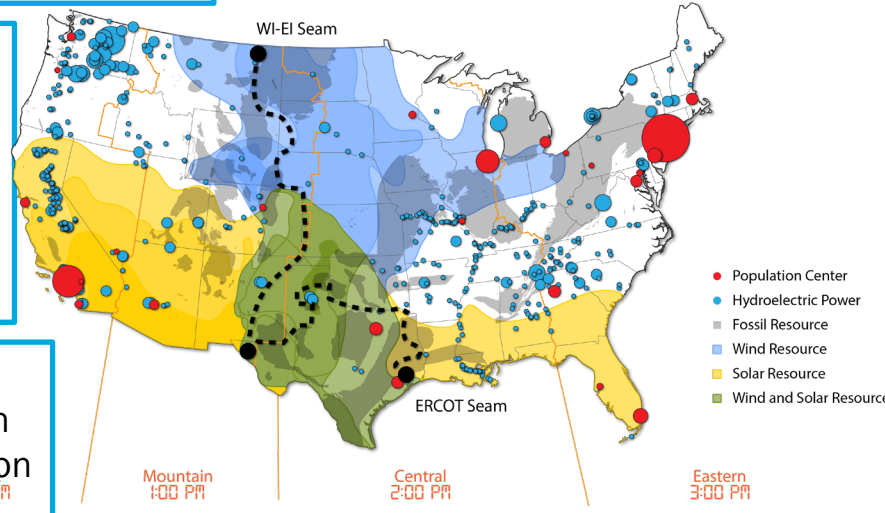 WI-EI Seam
Population Center
Hydroelectric Power
Fossil Resource
Wind Resource
Solar Resource
Wind and Solar Resource
ERCOT Seam
Mountain
1:00 PM
Central
2:00 PM
Eastern
3:00 PM